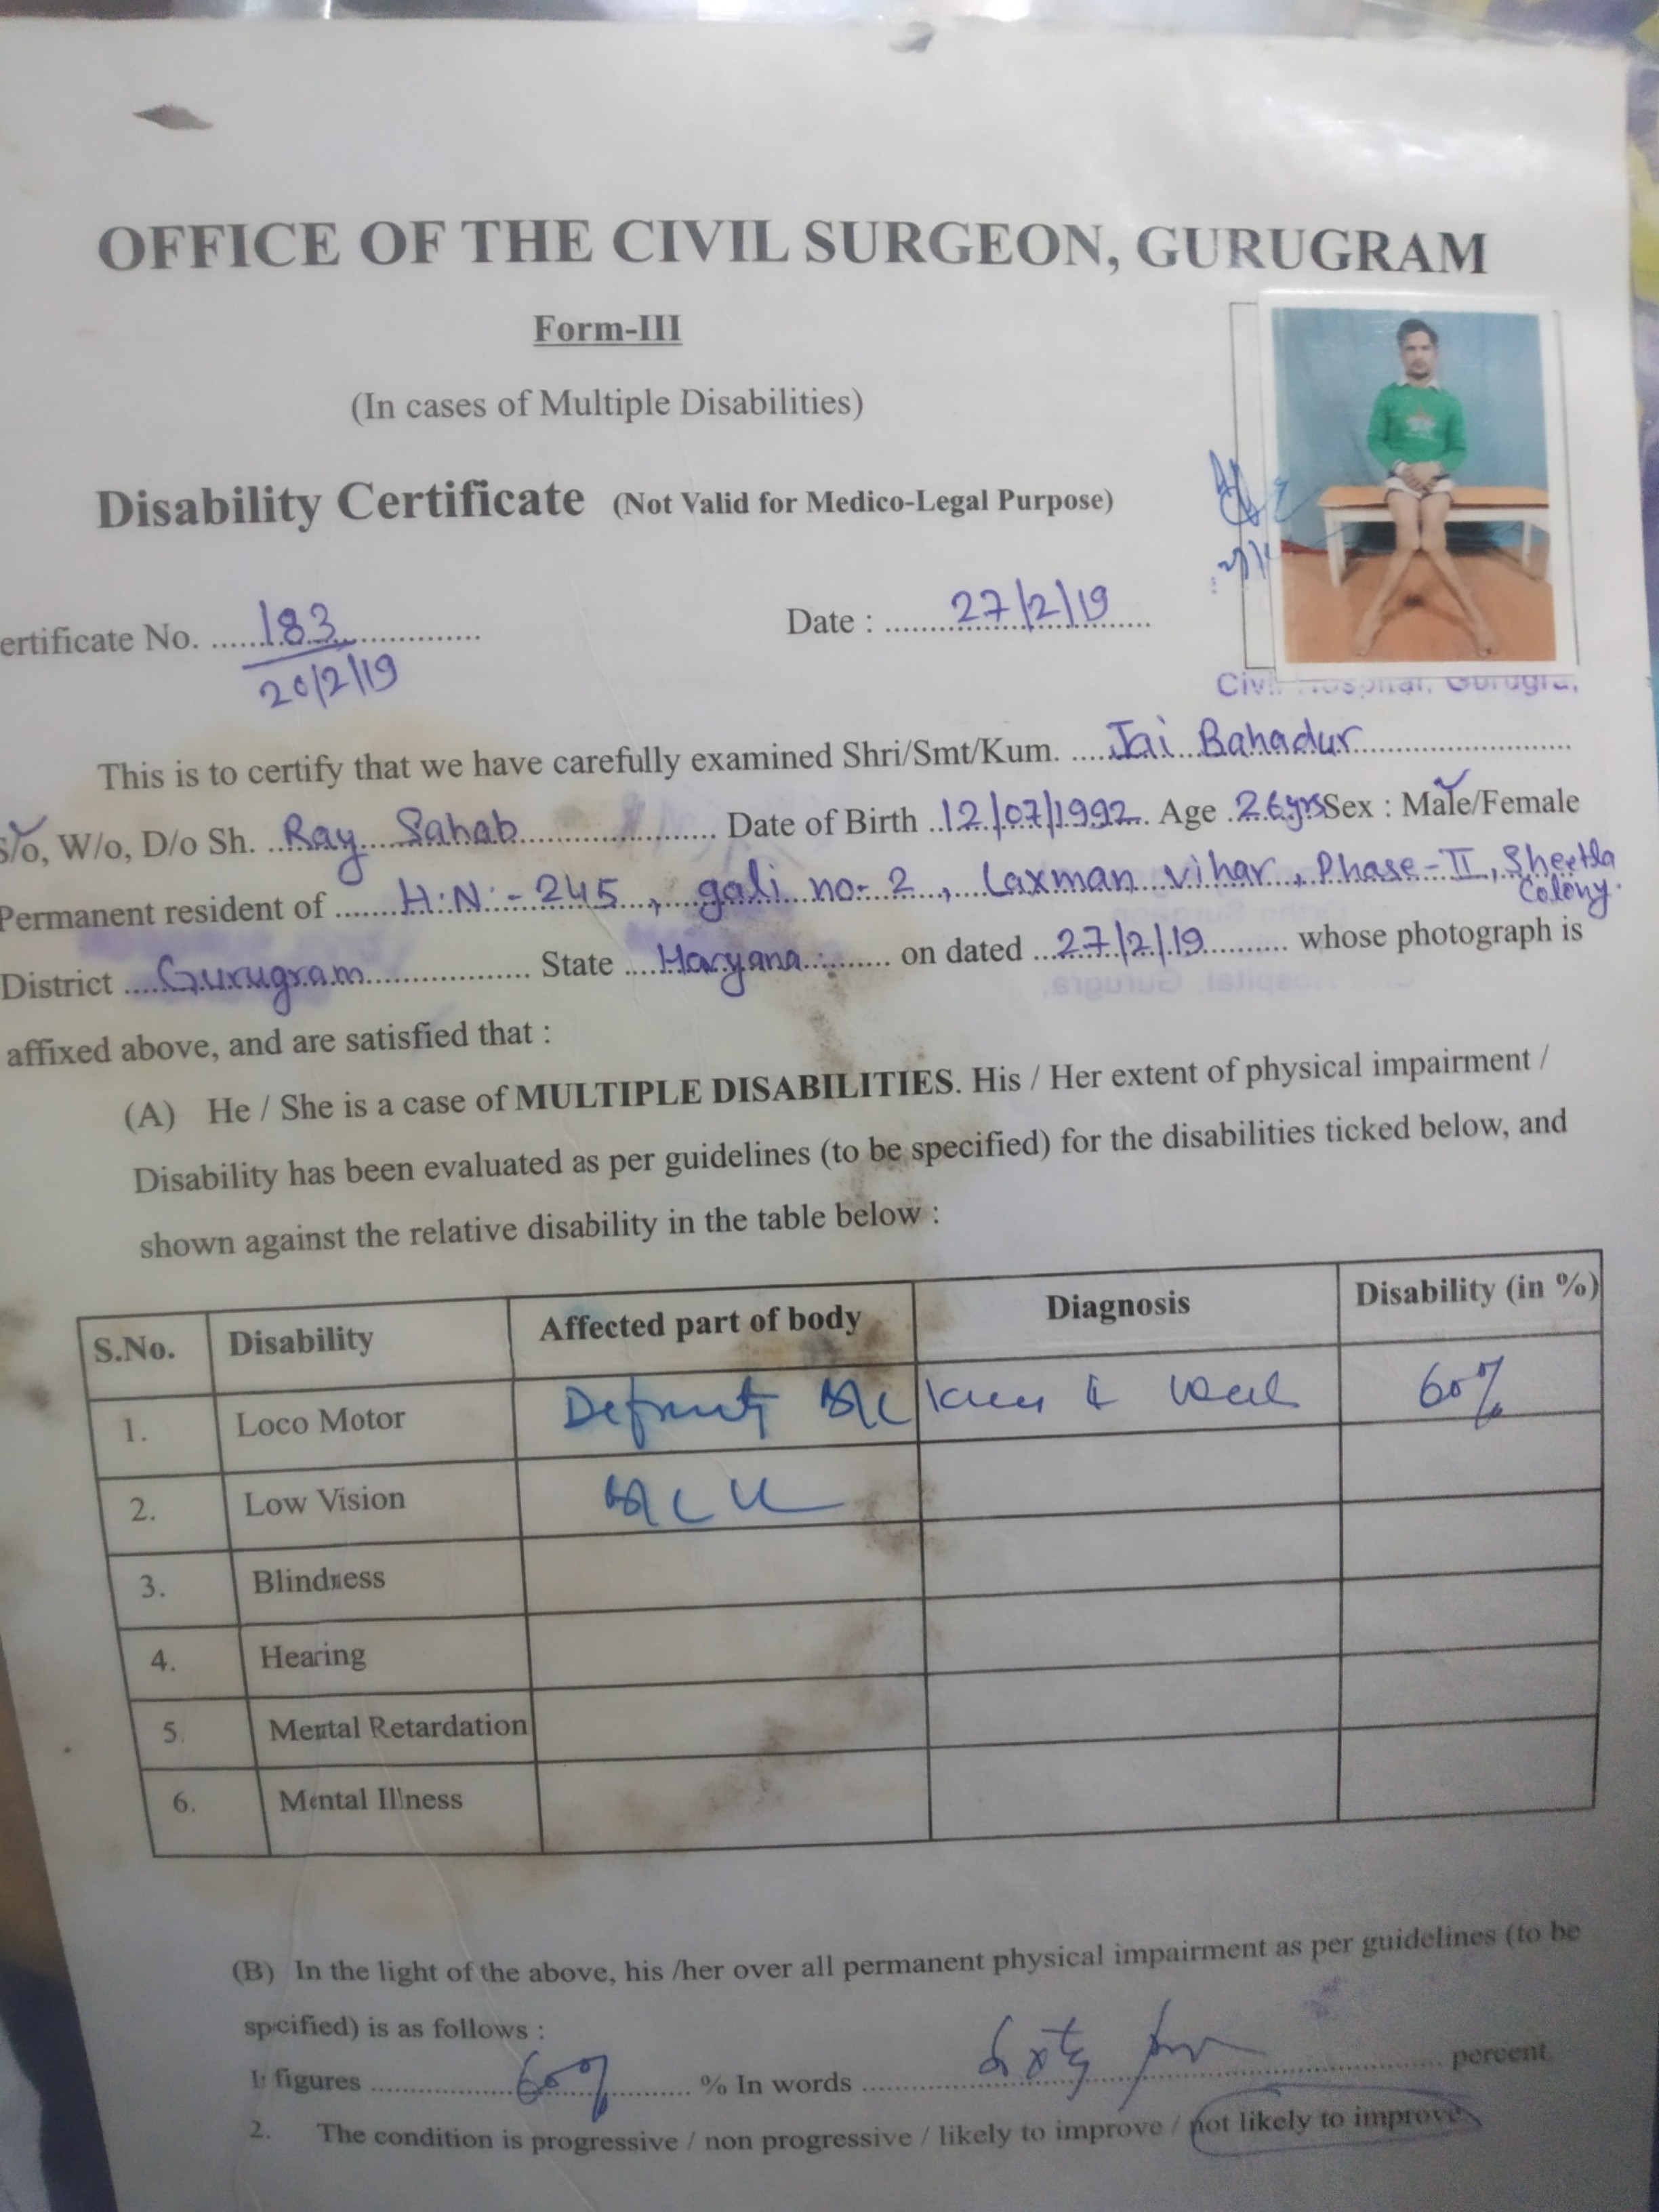 OFFICE OF THE CIVIL SURGEON, GURUGRAM
Form-III
(In cases of Multiple Disabilities)
Disability Certificate (Not Valid for Medico-Legal Purpose)
ertificate No. ......183.................
20/2/19
Date : ..........27/2/19.....
Civil Hospital, Gurugra,
This is to certify that we have carefully examined Shri/Smt/Kum. ....Jai Bahadur......................
S/o, W/o, D/o Sh. ..Ray Sahab.................... Date of Birth ..12/07/1992.. Age .26yrs Sex : Male/Female
Permanent resident of ......H.N:-245, gali no-2, Laxman vihar, Phase-II, Sheetla
Colony.
District ....Gurugram................ State ....Haryana......... on dated ..27/2/19.......... whose photograph is
affixed above, and are satisfied that :
(A) He / She is a case of MULTIPLE DISABILITIES. His / Her extent of physical impairment /
Disability has been evaluated as per guidelines (to be specified) for the disabilities ticked below, and
shown against the relative disability in the table below :
S.No. Disability Affected part of body Diagnosis Disability (in %)
1. Loco Motor B/L 60%
2. Low Vision
3. Blindness
4. Hearing
5. Mental Retardation
6. Mental Illness
(B) In the light of the above, his /her over all permanent physical impairment as per guidelines (to be
specified) is as follows :
In figures ..............60%.......... % In words ............Sixty .................... percent.
2. The condition is progressive / non progressive / likely to improve / not likely to improve